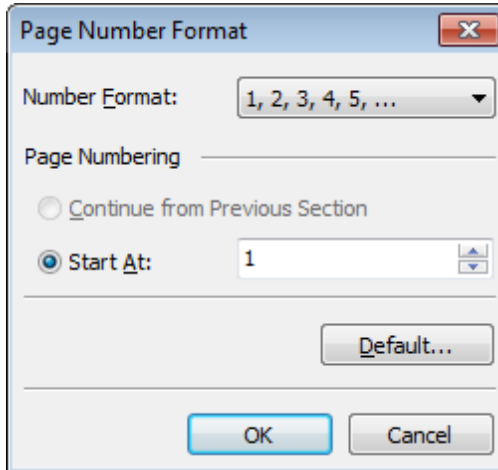 Page Number Format
Number Format: 1, 2, 3, 4, 5, ...
Page Numbering
Continue from Previous Section
Start At: 1
Default...
OK Cancel